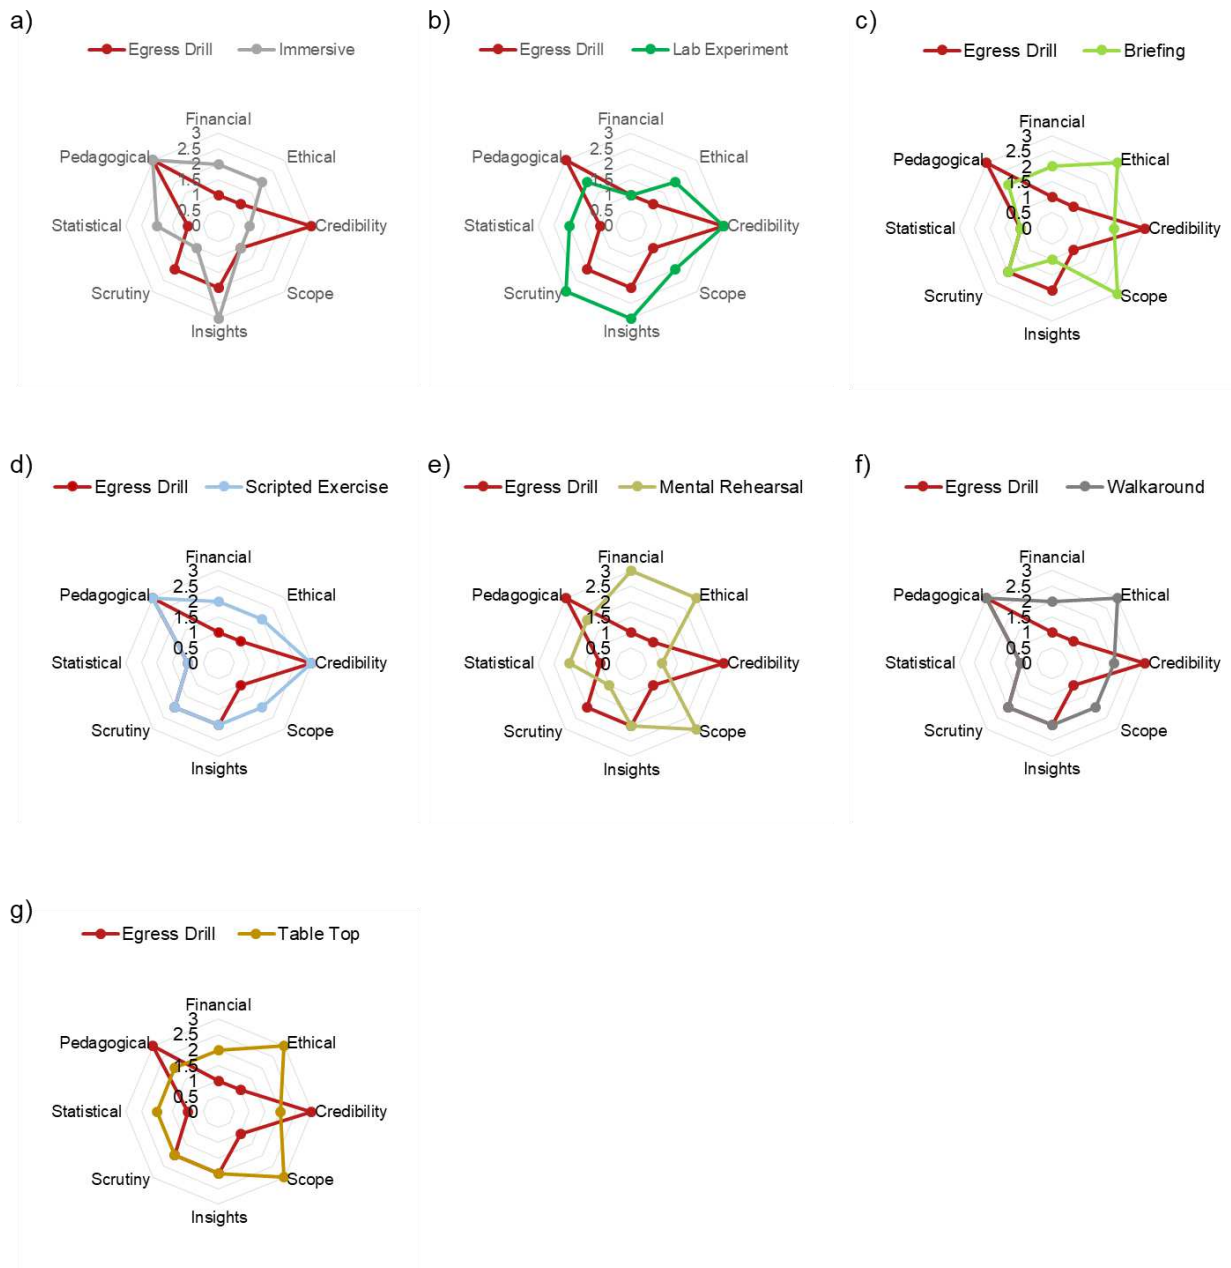 a)
Egress Drill Immersive
Financial
3
2.5
2
1.5
1
0.5
0
Ethical
Credibility
Scope
Insights
Scrutiny
Statistical
Pedagogical
b)
Egress Drill Lab Experiment
Financial
3
2.5
2
1.5
1
0.5
0
Ethical
Credibility
Scope
Insights
Scrutiny
Statistical
Pedagogical
c)
Egress Drill Briefing
Financial
3
2.5
2
1.5
1
0.5
0
Ethical
Credibility
Scope
Insights
Scrutiny
Statistical
Pedagogical
d)
Egress Drill Scripted Exercise
Financial
3
2.5
2
1.5
1
0.5
0
Ethical
Credibility
Scope
Insights
Scrutiny
Statistical
Pedagogical
e)
Egress Drill Mental Rehearsal
Financial
3
2.5
2
1.5
1
0.5
0
Ethical
Credibility
Scope
Insights
Scrutiny
Statistical
Pedagogical
f)
Egress Drill Walkaround
Financial
3
2.5
2
1.5
1
0.5
0
Ethical
Credibility
Scope
Insights
Scrutiny
Statistical
Pedagogical
g)
Egress Drill Table Top
Financial
3
2.5
2
1.5
1
0.5
0
Ethical
Credibility
Scope
Insights
Scrutiny
Statistical
Pedagogical